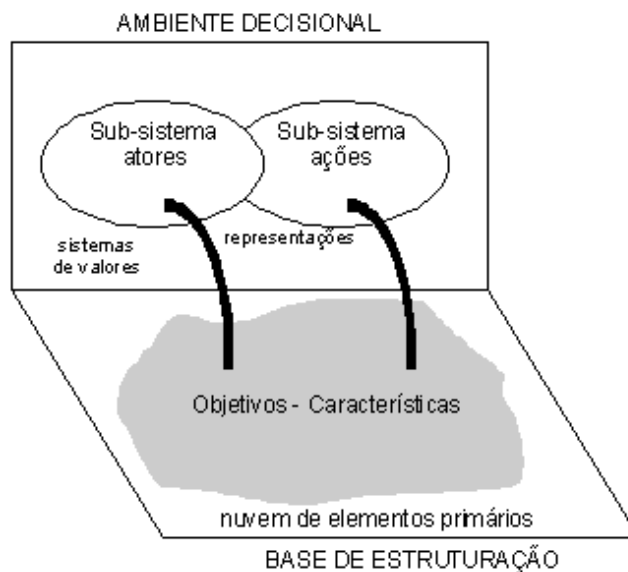 AMBIENTE DECISIONAL
Sub-sistema
atores
Sub-sistema
ações
sistemas
de valores
representações
Objetivos - Características
nuvem de elementos primários
BASE DE ESTRUTURAÇÃO